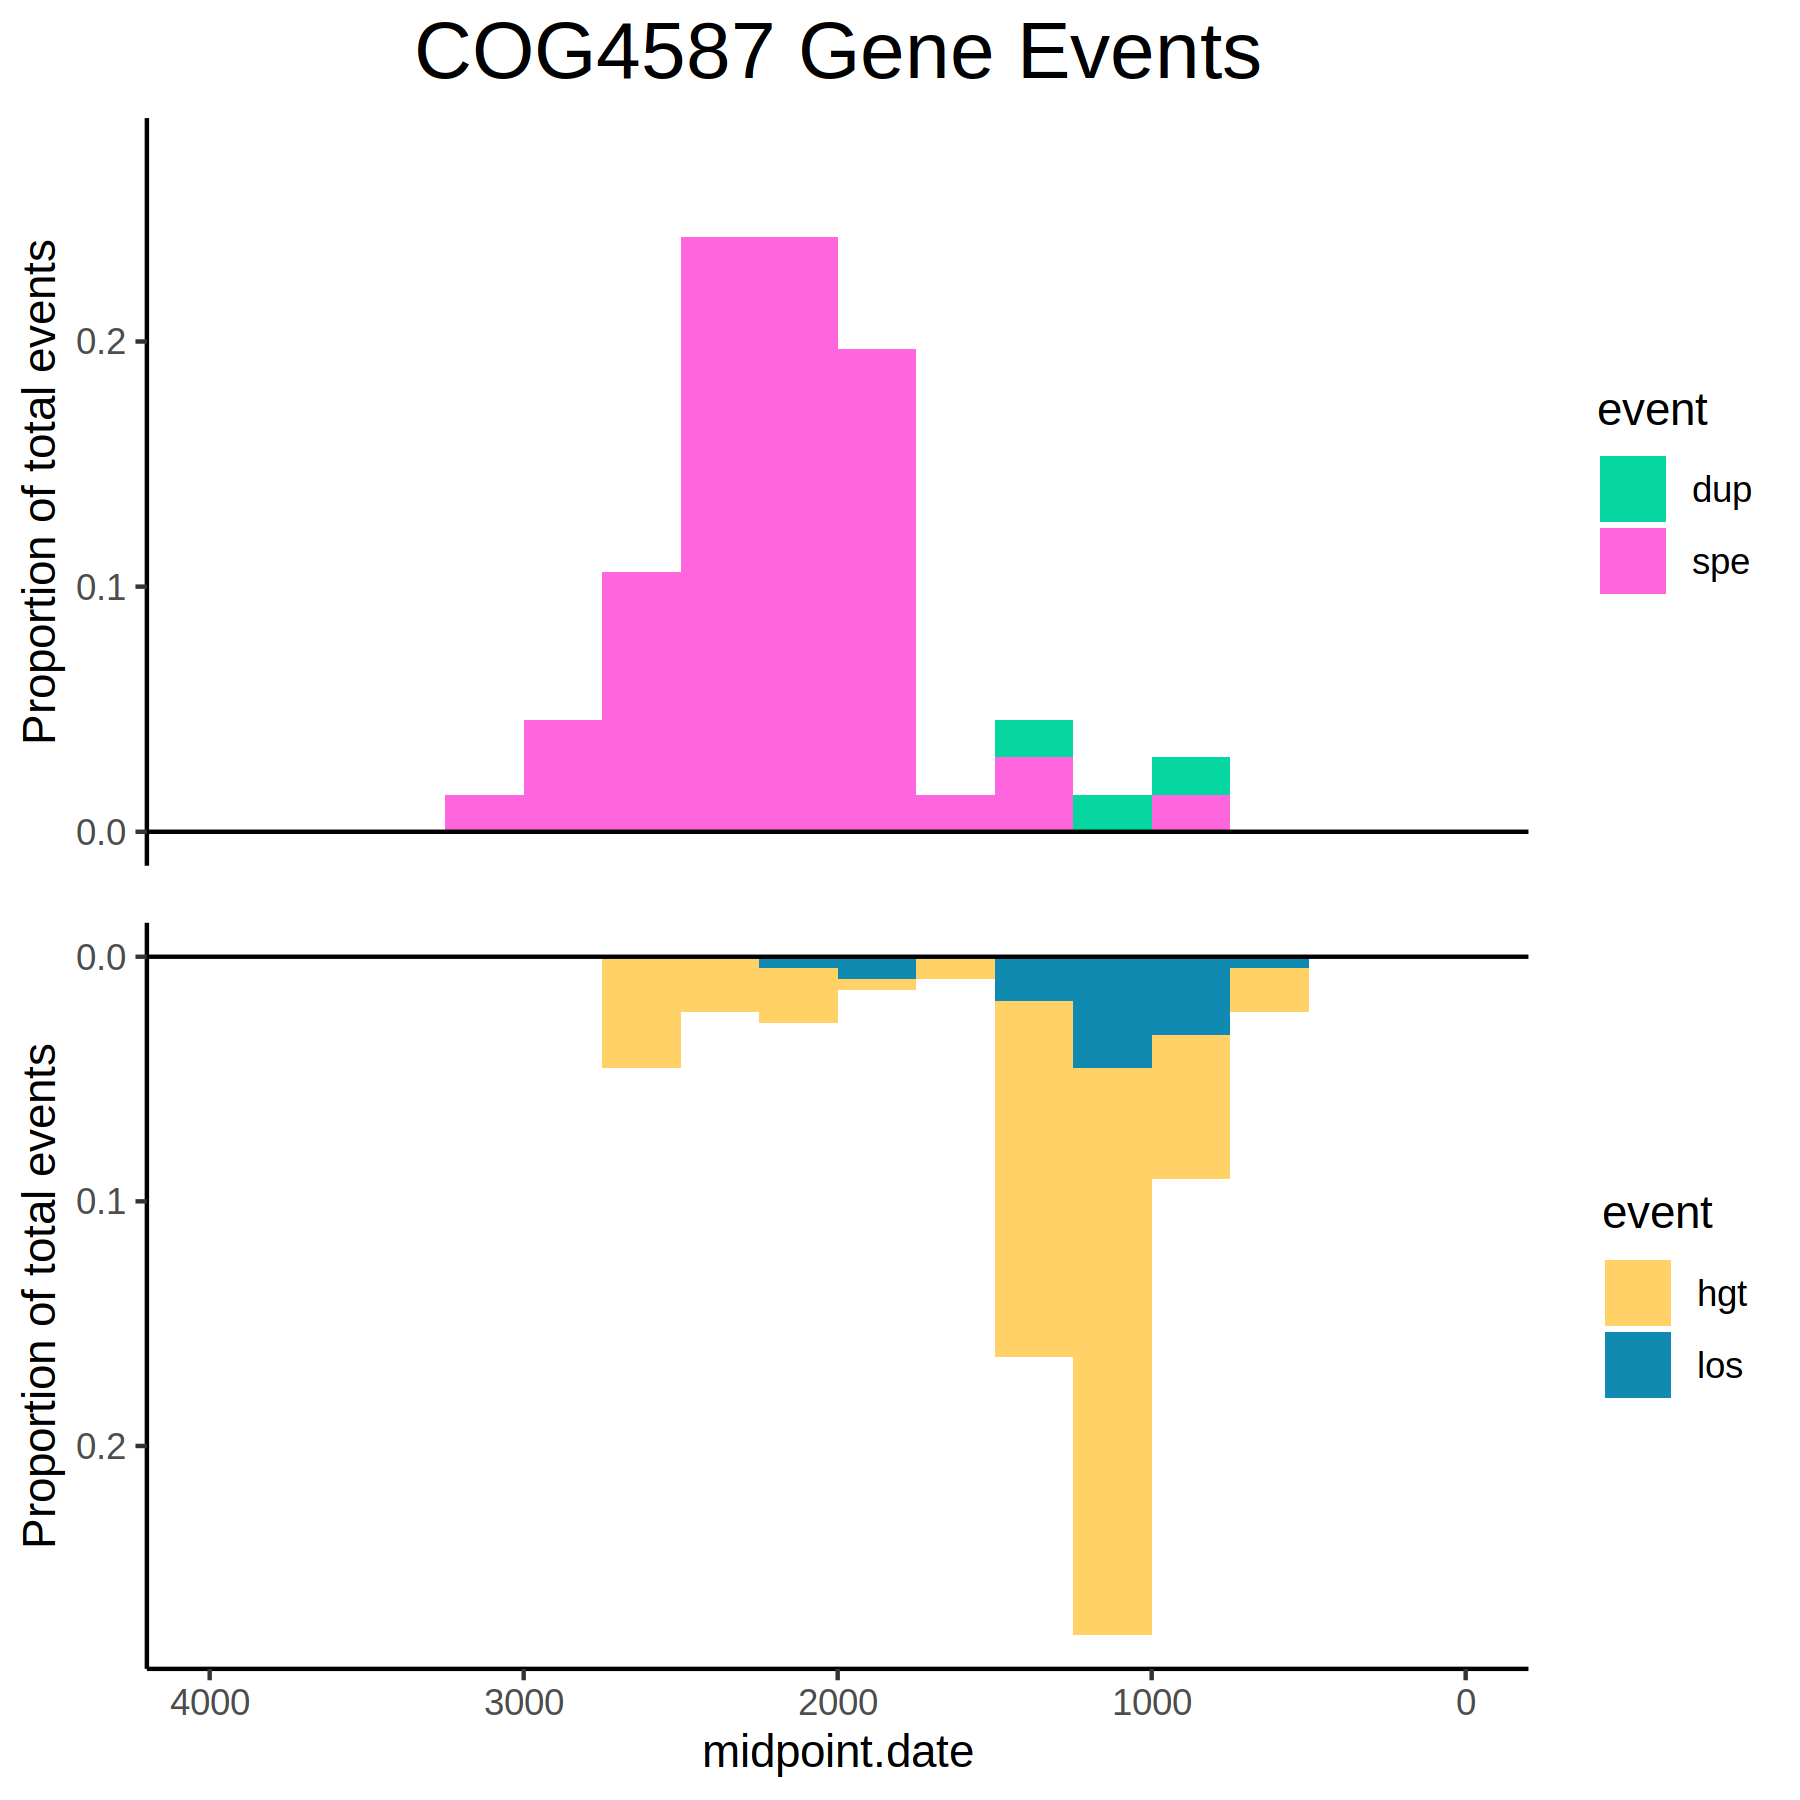 COG4587 Gene Events
Proportion of total events
0.2
0.1
0.0
event
dup
spe
Proportion of total events
0.0
0.1
0.2
event
hgt
los
4000 3000 2000 1000 0
midpoint.date